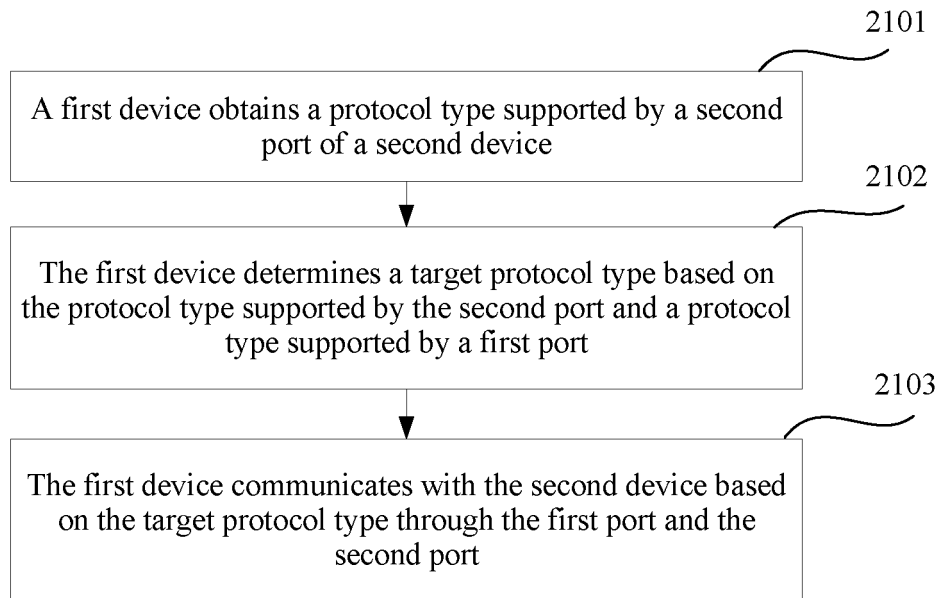 2101
A first device obtains a protocol type supported by a second
port of a second device
2102
The first device determines a target protocol type based on
the protocol type supported by the second port and a protocol
type supported by a first port
2103
The first device communicates with the second device based
on the target protocol type through the first port and the
second port